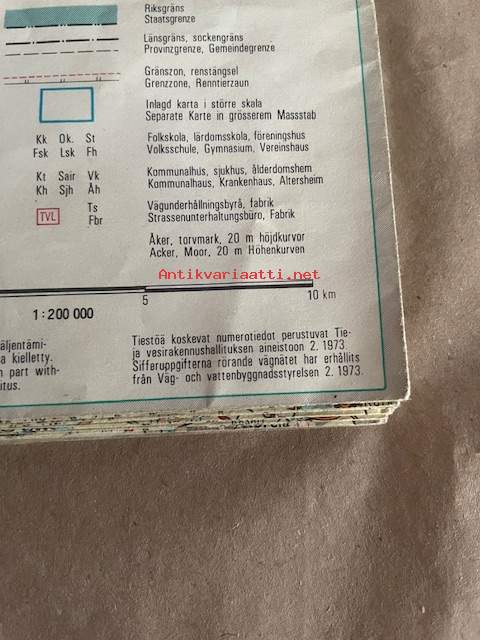 Riksgräns
Staatsgrenze
Länsgräns, sockengräns
Provinzgrenze, Gemeindegrenze
Gränszon, renstängsel
Grenzzone, Renntierzaun
Inlagd karta i större skala
Separate Karte in grösserem Massstab
Kk Ok. St
Fsk Lsk Fh
Folkskola, lärdomsskola, föreningshus
Volksschule, Gymnasium, Vereinshaus
Kt Sair Vk
Kh Sjh Åh
Kommunalhus, sjukhus, ålderdomshem
Kommunalhaus, Krankenhaus, Altersheim
TVL
Ts
Fbr
Vägunderhållningsbyrå, fabrik
Strassenunterhaltungsbüro, Fabrik
Åker, torvmark, 20 m höjdkurvor
Acker, Moor, 20 m Höhenkurven
Antikvariaatti.net
1:200 000
5
10 km
äljentämi-
a kielletty.
n part with-
itus.
Tiestöä koskevat numerotiedot perustuvat Tie-
ja vesirakennushallituksen aineistoon 2. 1973.
Sifferuppgifterna rörande vägnätet har erhållits
från Väg- och vattenbyggnadsstyrelsen 2. 1973.